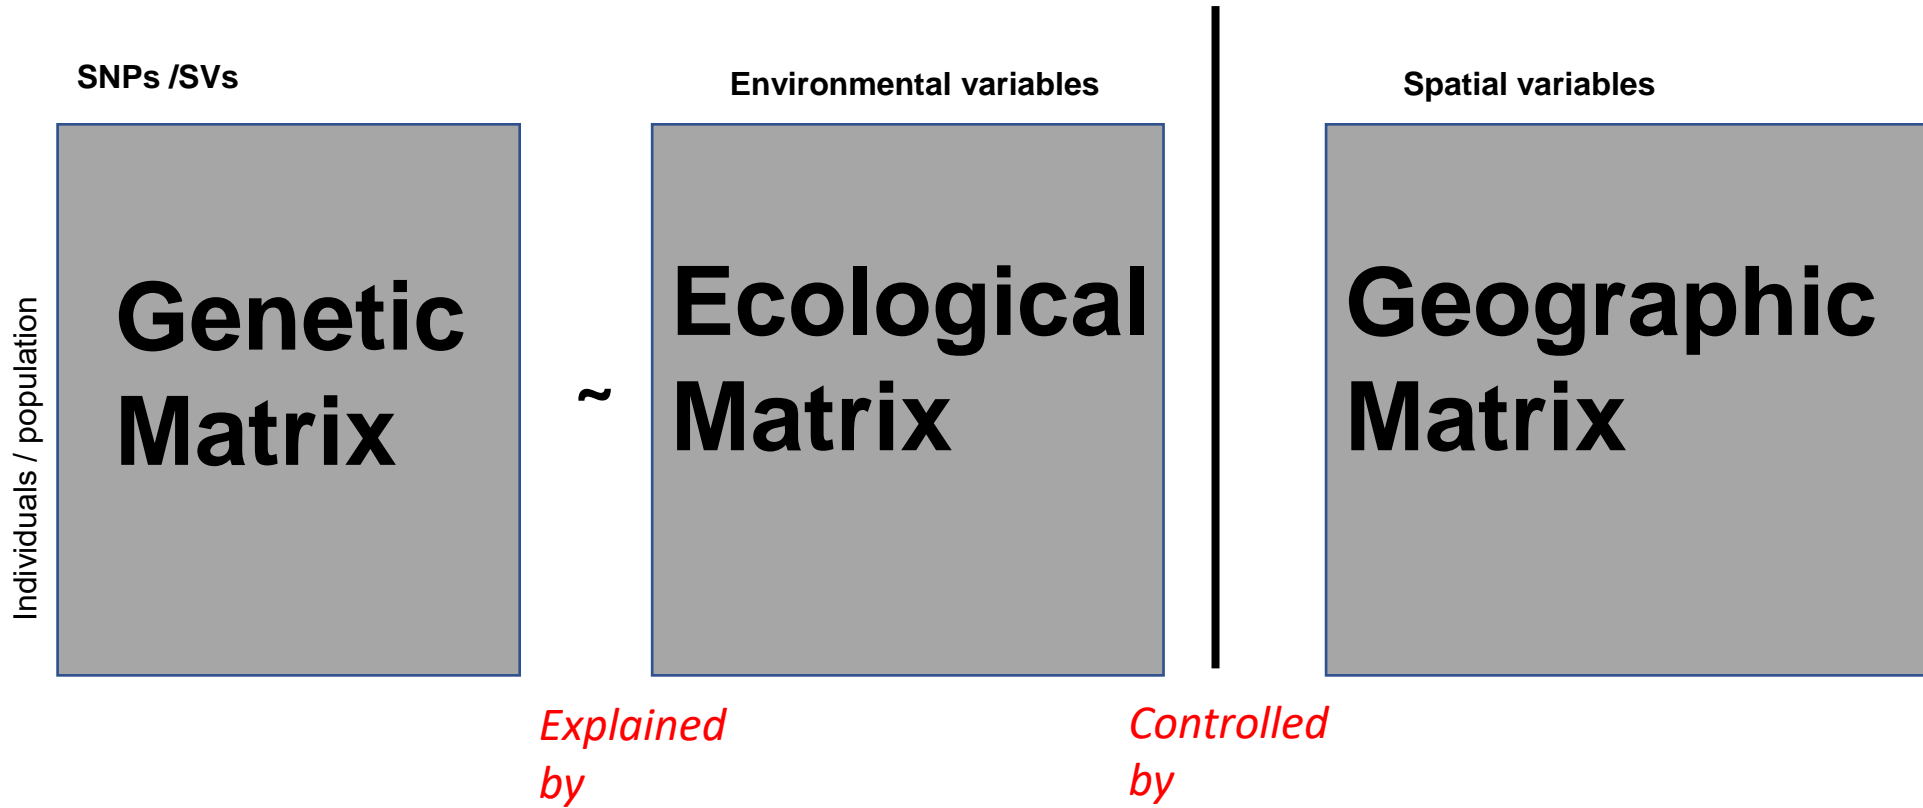 SNPs /SVs
Environmental variables
Spatial variables
Individuals / population
Genetic
Matrix
~
Ecological
Matrix
Geographic
Matrix
Explained
by
Controlled
by